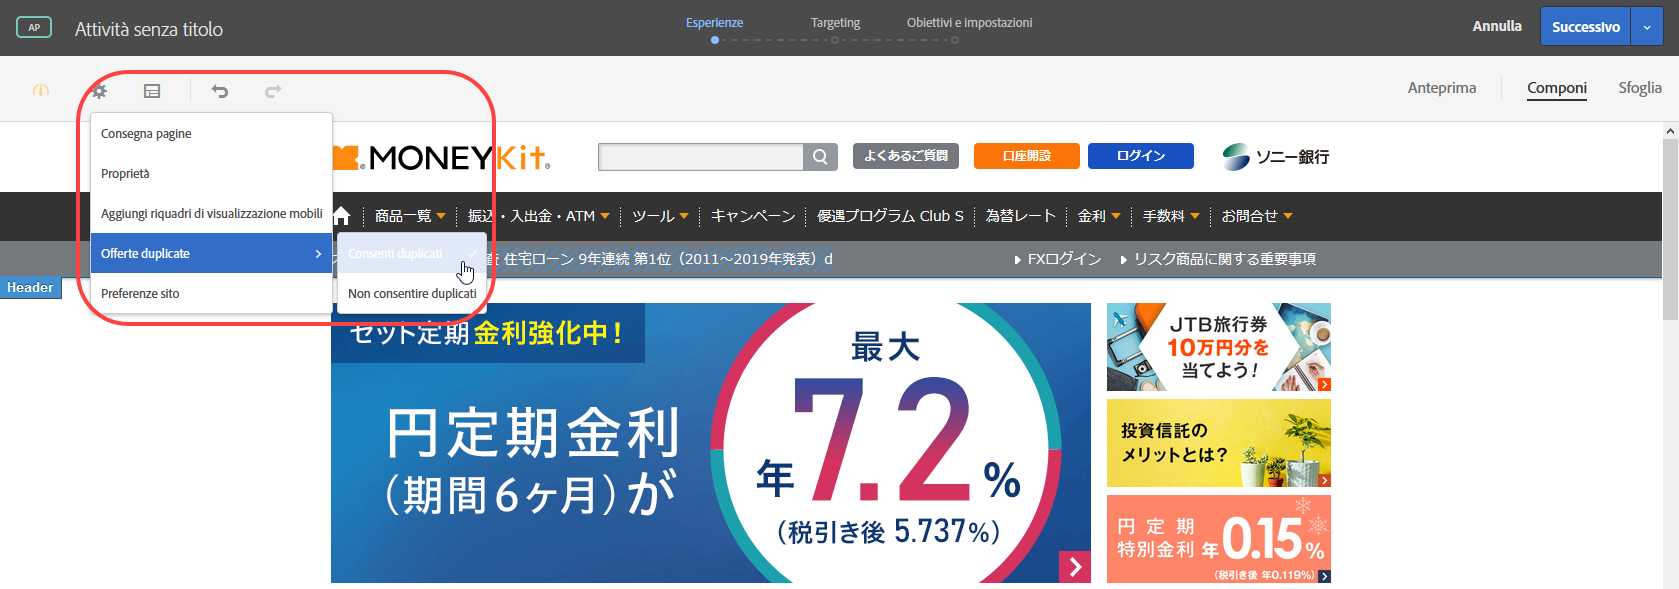 AP
Attività senza titolo
Esperienze
Targeting
Obiettivi e impostazioni
Annulla
Successivo
Anteprima
Componi
Sfoglia
Consegna pagine
Proprietà
Aggiungi riquadri di visualizzazione mobili
Offerte duplicate
Preferenze sito
Consenti duplicati
Non consentire duplicati
MONEYKit
よくあるご質問
口座開設
ログイン
ソニー銀行
商品一覧
振込・入出金・ATM
ツール
キャンペーン
優遇プログラム Club S
為替レート
金利
手数料
お問合せ
住宅ローン 9年連続 第1位（2011～2019年発表）d
FXログイン
リスク商品に関する重要事項
Header
セット定期 金利強化中！
円定期金利
（期間6ヶ月）が
最大
年7.2%
（税引き後 5.737%）
JTB旅行券
10万円分を
当てよう！
投資信託の
メリットとは？
円定期
特別金利 年0.15%
（税引き後 年0.119%）